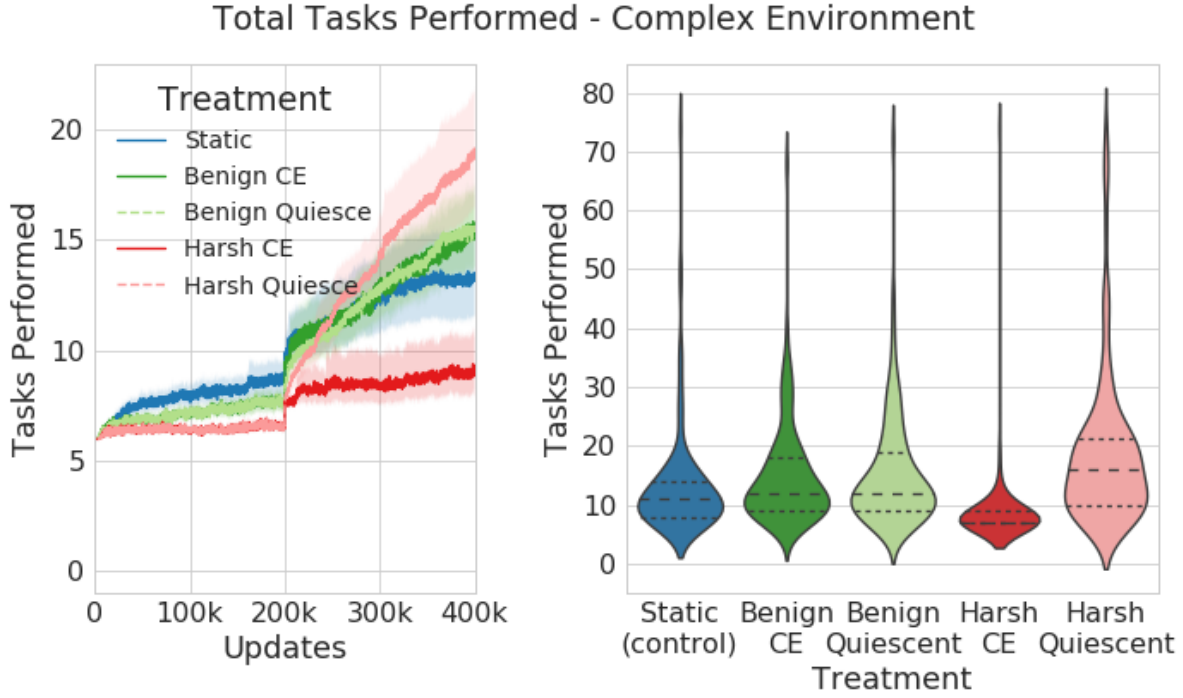 Total Tasks Performed - Complex Environment
Treatment
Static
Benign CE
Benign Quiesce
Harsh CE
Harsh Quiesce
Tasks Performed
20
15
10
5
0
0
100k
200k
300k
400k
Updates
Tasks Performed
80
70
60
50
40
30
20
10
0
Static
(control)
Benign
CE
Benign
Quiescent
Harsh
CE
Harsh
Quiescent
Treatment